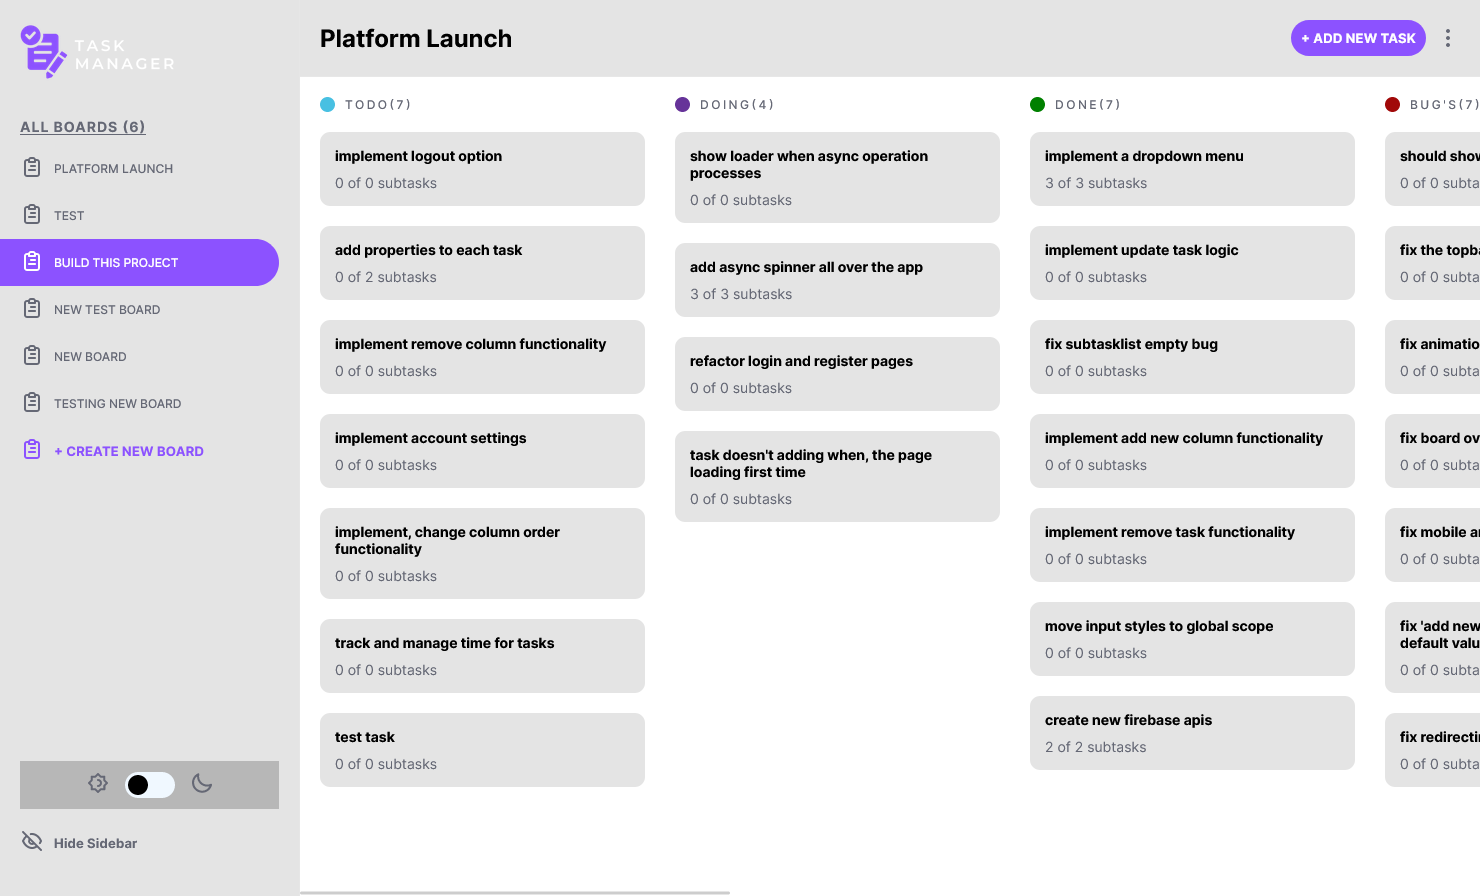 TASK
MANAGER
ALL BOARDS (6)
PLATFORM LAUNCH
TEST
BUILD THIS PROJECT
NEW TEST BOARD
NEW BOARD
TESTING NEW BOARD
+ CREATE NEW BOARD
Hide Sidebar
Platform Launch
+ ADD NEW TASK
TODO(7)
implement logout option
0 of 0 subtasks
add properties to each task
0 of 2 subtasks
implement remove column functionality
0 of 0 subtasks
implement account settings
0 of 0 subtasks
implement, change column order
functionality
0 of 0 subtasks
track and manage time for tasks
0 of 0 subtasks
test task
0 of 0 subtasks
DOING(4)
show loader when async operation
processes
0 of 0 subtasks
add async spinner all over the app
3 of 3 subtasks
refactor login and register pages
0 of 0 subtasks
task doesn't adding when, the page
loading first time
0 of 0 subtasks
DONE(7)
implement a dropdown menu
3 of 3 subtasks
implement update task logic
0 of 0 subtasks
fix subtasklist empty bug
0 of 0 subtasks
implement add new column functionality
0 of 0 subtasks
implement remove task functionality
0 of 0 subtasks
move input styles to global scope
0 of 0 subtasks
create new firebase apis
2 of 2 subtasks
BUG'S(7)
should show
0 of 0 subta
fix the topba
0 of 0 subta
fix animatio
0 of 0 subta
fix board ov
0 of 0 subta
fix mobile a
0 of 0 subta
fix 'add new
default valu
0 of 0 subta
fix redirecti
0 of 0 subta